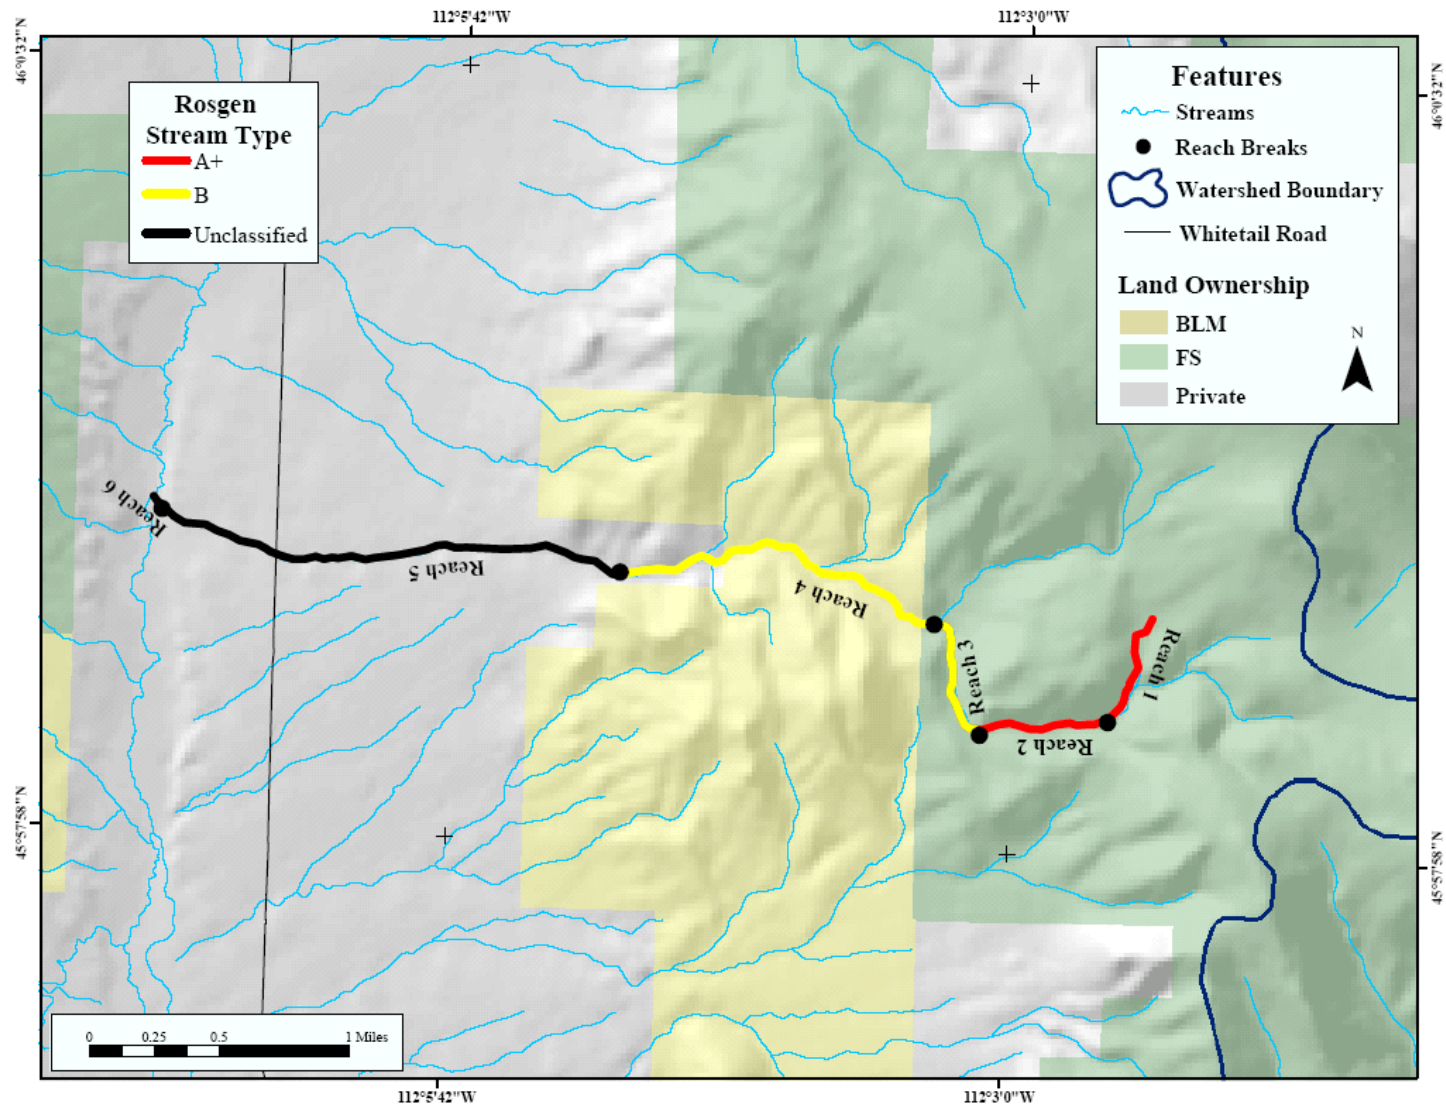 112°5'42"W
112°3'0"W
46°0'32"N
46°0'32"N
Rosgen
Stream Type
A+
B
Unclassified
Features
Streams
Reach Breaks
Watershed Boundary
Whitetail Road
Land Ownership
BLM
FS
Private
N
Reach 6
Reach 5
Reach 4
Reach 3
Reach 2
Reach 1
45°57'58"N
45°57'58"N
0 0.25 0.5 1 Miles
112°5'42"W
112°3'0"W